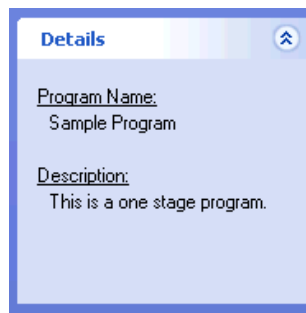 Details
Program Name:
Sample Program
Description:
This is a one stage program.